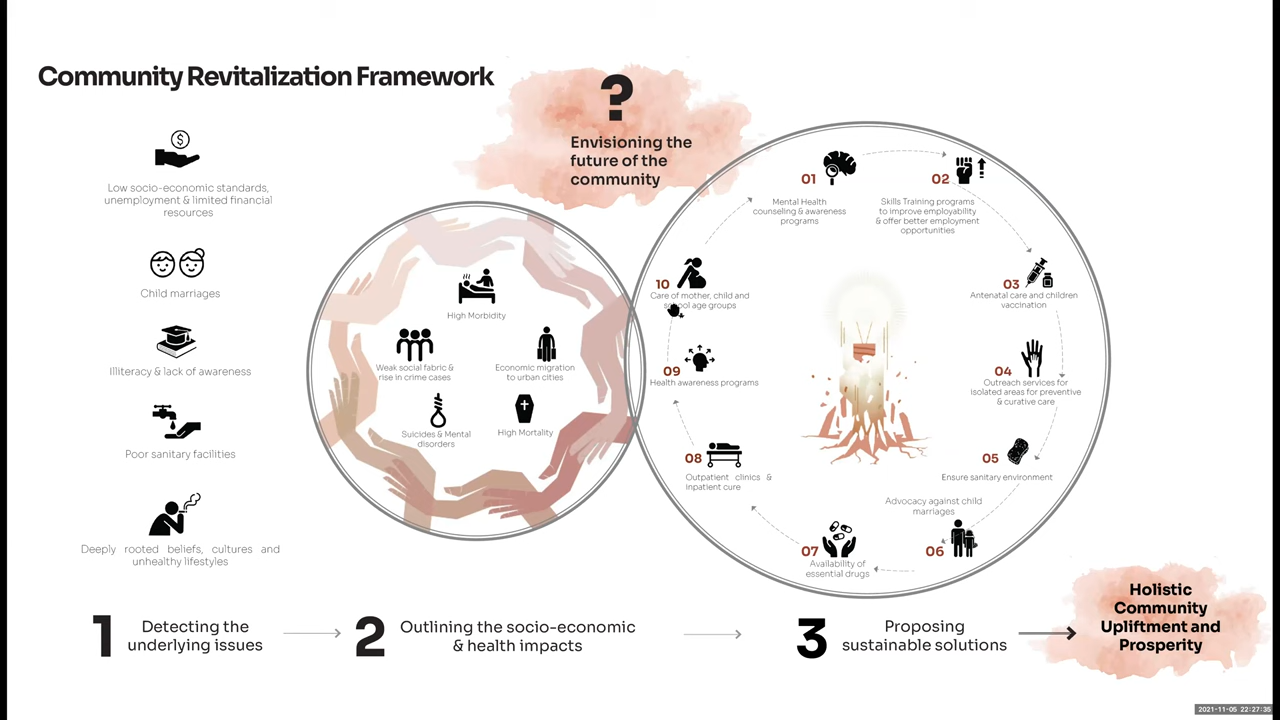 Community Revitalization Framework
?
Envisioning the
future of the
community
$
Low socio-economic standards,
unemployment & limited financial
resources
Child marriages
Illiteracy & lack of awareness
Poor sanitary facilities
Deeply rooted beliefs, cultures and
unhealthy lifestyles
High Morbidity
Weak social fabric &
rise in crime cases
Economic migration
to urban cities
Suicides & Mental
disorders
High Mortality
01
Mental Health
counseling & awareness
programs
02
Skills Training programs
to improve employability
& offer better employment
opportunities
03
Antenatal care and children
vaccination
04
Outreach services for
isolated areas for preventive
& curative care
05
Ensure sanitary environment
Advocacy against child
marriages
06
07
Availability of
essential drugs
08
Outpatient clinics &
inpatient cure
09
Health awareness programs
10
Care of mother, child and
school age groups
1
Detecting the
underlying issues
2
Outlining the socio-economic
& health impacts
3
Proposing
sustainable solutions
Holistic
Community
Upliftment and
Prosperity
2021-11-05 22:27:35